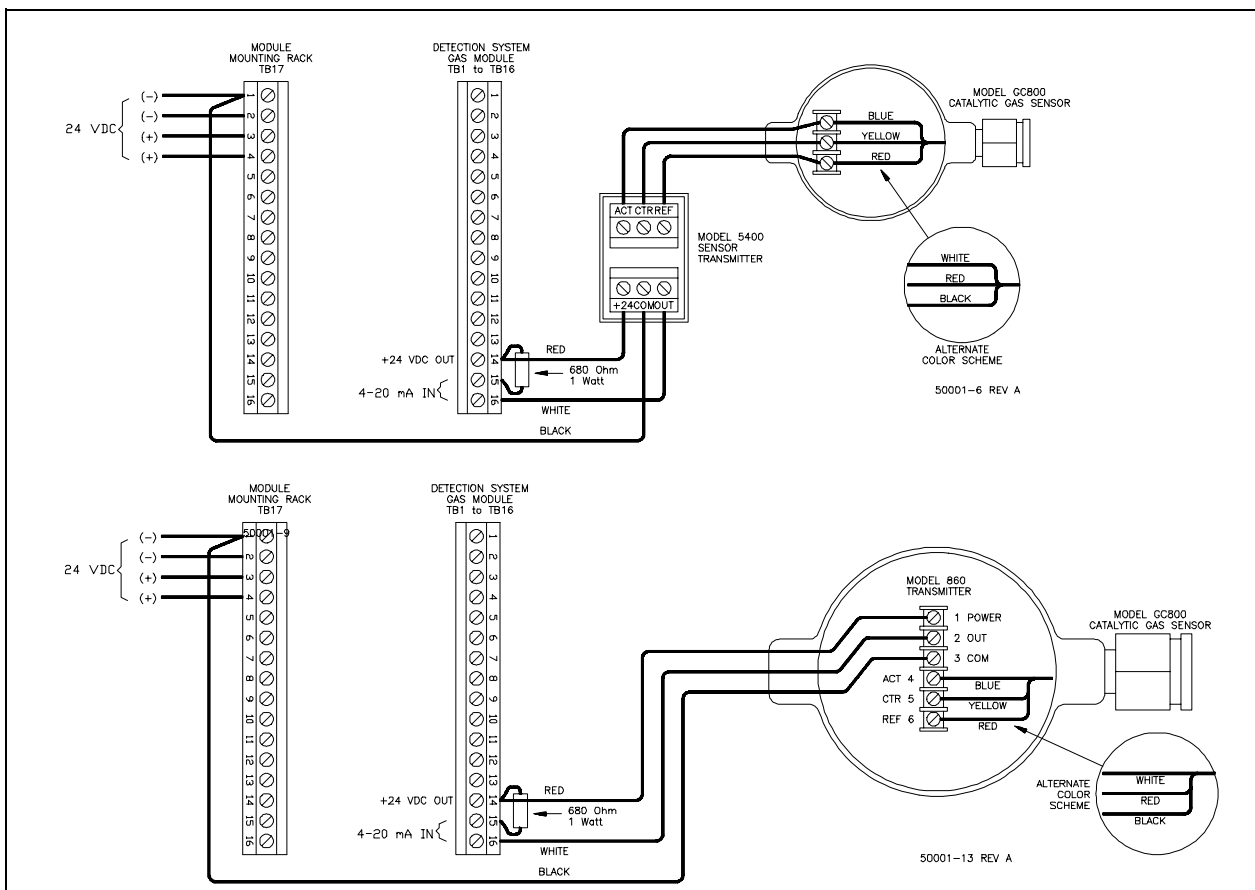 MODULE
MOUNTING RACK
TB17
24 VDC
(-)
(-)
(+)
(+)
1
2
3
4
5
6
7
8
9
10
11
12
13
14
15
16
DETECTION SYSTEM
GAS MODULE
TB1 to TB16
1
2
3
4
5
6
7
8
9
10
11
12
13
14
15
16
+24 VDC OUT
4-20 mA IN
RED
680 Ohm
1 Watt
WHITE
BLACK
ACT CTR REF
+24 COM OUT
MODEL 5400
SENSOR
TRANSMITTER
BLUE
YELLOW
RED
MODEL GC800
CATALYTIC GAS SENSOR
WHITE
RED
BLACK
ALTERNATE
COLOR SCHEME
50001-6 REV A
MODULE
MOUNTING RACK
TB17
50001-9
24 VDC
(-)
(-)
(+)
(+)
1
2
3
4
5
6
7
8
9
10
11
12
13
14
15
16
DETECTION SYSTEM
GAS MODULE
TB1 to TB16
1
2
3
4
5
6
7
8
9
10
11
12
13
14
15
16
+24 VDC OUT
4-20 mA IN
RED
680 Ohm
1 Watt
WHITE
BLACK
MODEL 860
TRANSMITTER
1 POWER
2 OUT
3 COM
ACT 4
CTR 5
REF 6
BLUE
YELLOW
RED
MODEL GC800
CATALYTIC GAS SENSOR
ALTERNATE
COLOR
SCHEME
WHITE
RED
BLACK
50001-13 REV A